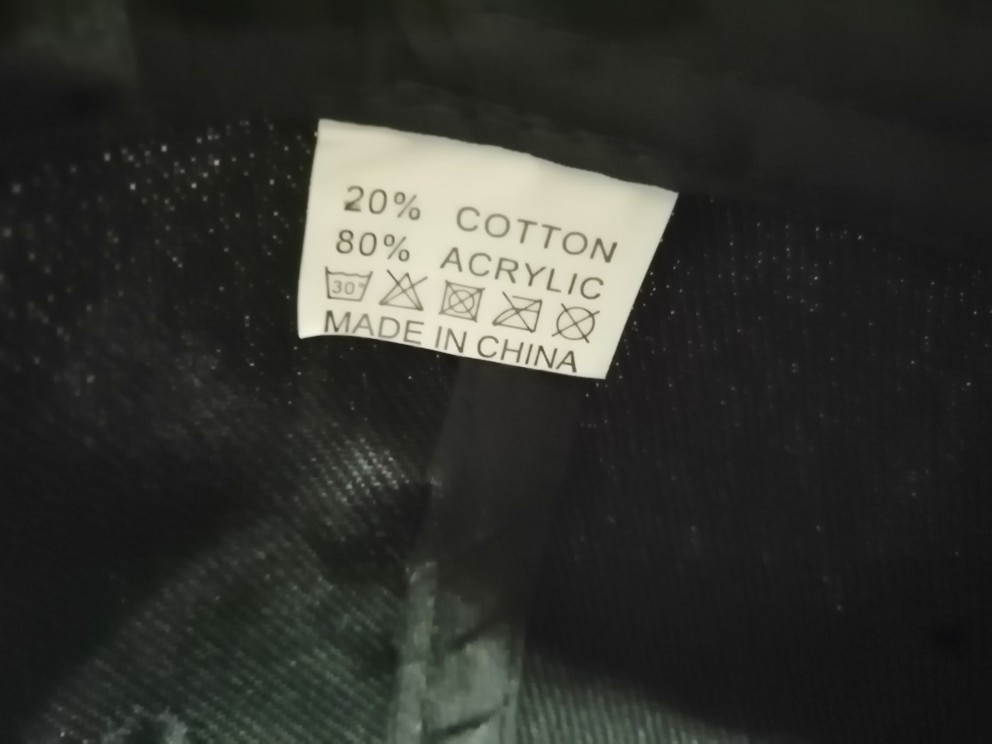 20% COTTON
80% ACRYLIC
30°
MADE IN CHINA